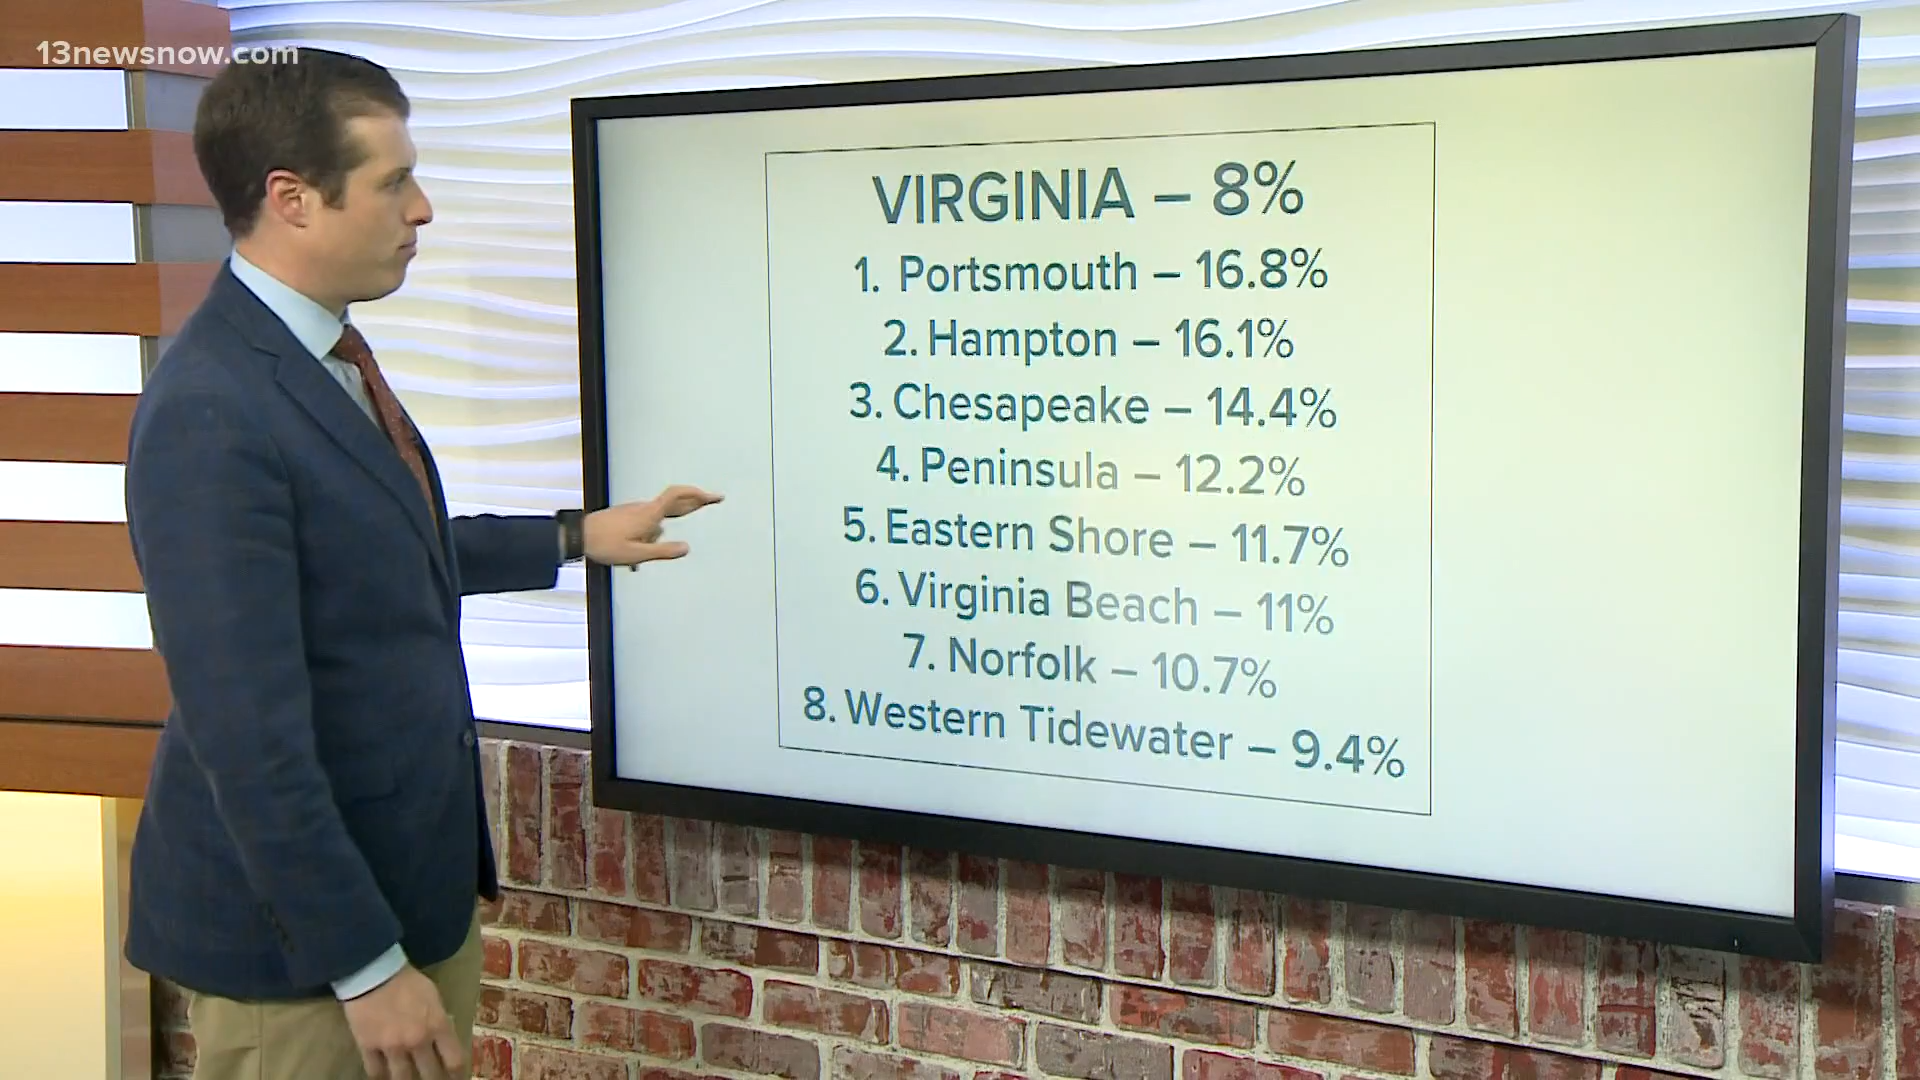 13newsnow.com
VIRGINIA – 8%
1. Portsmouth – 16.8%
2. Hampton – 16.1%
3. Chesapeake – 14.4%
4. Peninsula – 12.2%
5. Eastern Shore – 11.7%
6. Virginia Beach – 11%
7. Norfolk – 10.7%
8. Western Tidewater – 9.4%